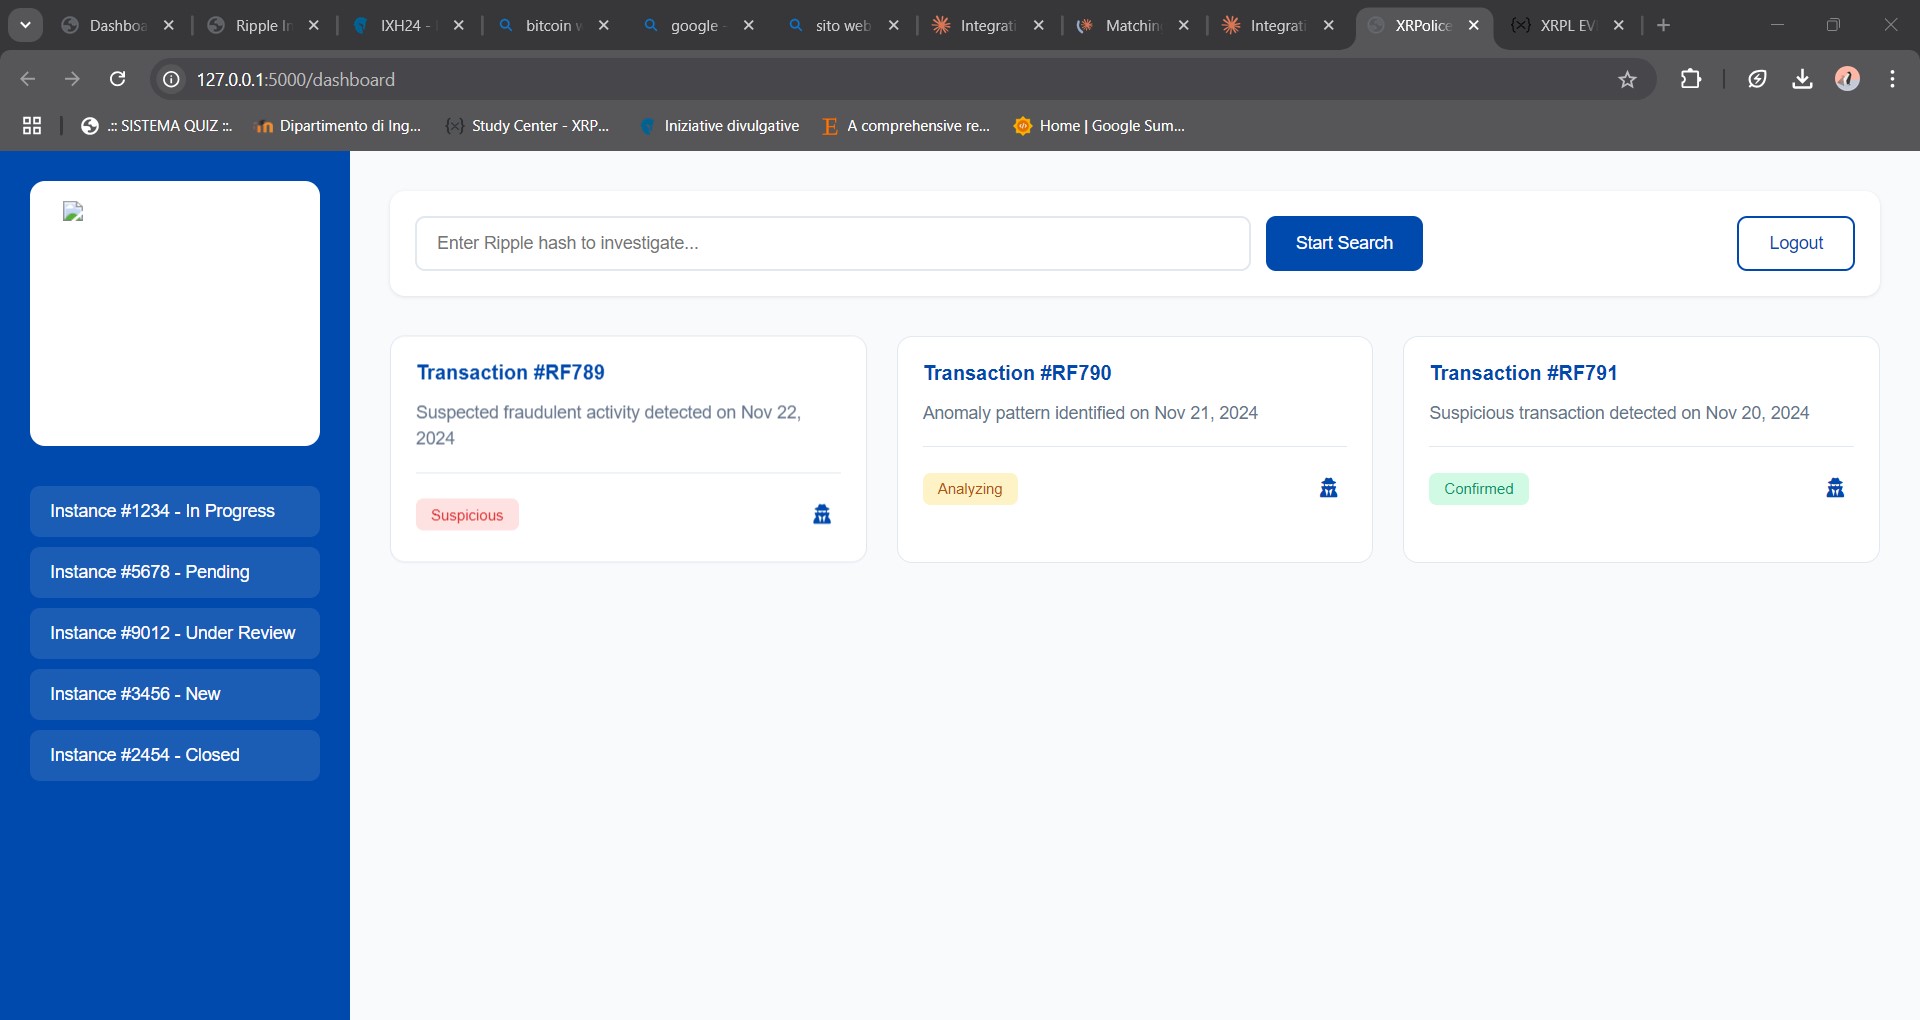 Dashboa
Ripple In
IXH24 -
bitcoin w
google -
sito web
Integrati
Matching
Integrati
XRPolice
XRPL EV
127.0.0.1:5000/dashboard
.:: SISTEMA QUIZ ::.
Dipartimento di Ing...
Study Center - XRP...
Iniziative divulgative
A comprehensive re...
Home | Google Sum...
Enter Ripple hash to investigate...
Start Search
Logout
Instance #1234 - In Progress
Instance #5678 - Pending
Instance #9012 - Under Review
Instance #3456 - New
Instance #2454 - Closed
Transaction #RF789
Suspected fraudulent activity detected on Nov 22,
2024
Suspicious
Transaction #RF790
Anomaly pattern identified on Nov 21, 2024
Analyzing
Transaction #RF791
Suspicious transaction detected on Nov 20, 2024
Confirmed